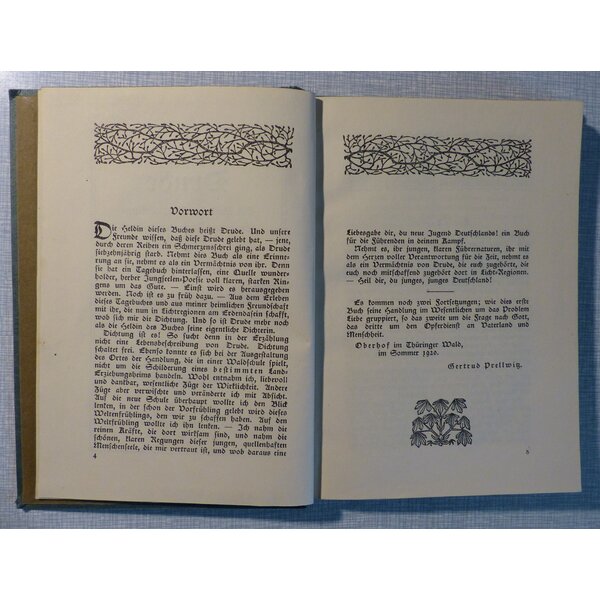 Vorwort
Die Heldin dieses Buches heißt Drude. Und unsere
Freunde wissen, daß diese Drude gelebt hat, — jene,
durch deren Reihen ein Schmerzensschrei ging, als Drude
siebzehnjährig starb. Nehmt dies Buch als eine Erinne-
rung an sie, nehmt es als ein Vermächtnis von ihr. Denn
sie hat ein Tagebuch hinterlassen, eine Quelle wunder-
holder, herber Jungseelen-Poesie voll klaren, starken Rin-
gens um das Gute. — Einst wird es herausgegeben
werden. Noch ist es zu früh dazu. — Aus dem Erleben
dieses Tagebuches und aus meiner heimlichen Freundschaft
mit ihr, die nun in Lichtregionen ihr Erdendasein schafft,
wob sich mir die Dichtung. Und so ist Drude mehr noch
als die Heldin des Buches seine eigentliche Dichterin.
Dichtung ist es! So sucht denn in der Erzählung
nicht eine Lebensbeschreibung von Drude. Dichtung
schaltet frei. Ebenso konnte es sich bei der Ausgestaltung
des Ortes der Handlung, die in einer Waldschule spielt,
nicht um die Schilderung eines bestimmten Land-
Erziehungsheims handeln. Wohl entnahm ich, liebevoll
und dankbar, wesentliche Züge der Wirklichkeit. Andere
Züge aber verwischte und veränderte ich mit Absicht.
Auf die neue Schule überhaupt wollte ich den Blick
lenken, in der schon der Vorfrühling gelebt wird dieses
Weltenfrühlings, den wir zu schaffen haben. Auf den
Weltfrühling wollte ich ihn lenken. — Ich nahm die
reinen Kräfte, die dort wirksam sind, und nahm die
schönen, klaren Regungen dieser jungen, quellenhaften
Menschenseele, die mir vertraut ist, und wob daraus eine
4
Liebesgabe dir, du neue Jugend Deutschlands! ein Buch
für die Führenden in deinem Kampf.
Nehmt es, ihr jungen, klaren Führernaturen, ihr mit
dem Herzen voller Verantwortung für die Zeit, nehmt es
als ein Vermächtnis von Drude, die euch zugehörte, die
euch noch mitschaffend zugehört dort in Licht-Regionen.
— Heil dir, du junges, junges Deutschland!
Es kommen noch zwei Fortsetzungen; wie dies erste
Buch seine Handlung im Wesentlichen um das Problem
Liebe gruppiert, so das zweite um die Frage nach Gott,
das dritte um den Opferdienst an Vaterland und
Menschheit.
Oberhof im Thüringer Wald,
im Sommer 1920.
Gertrud Prellwitz.
5